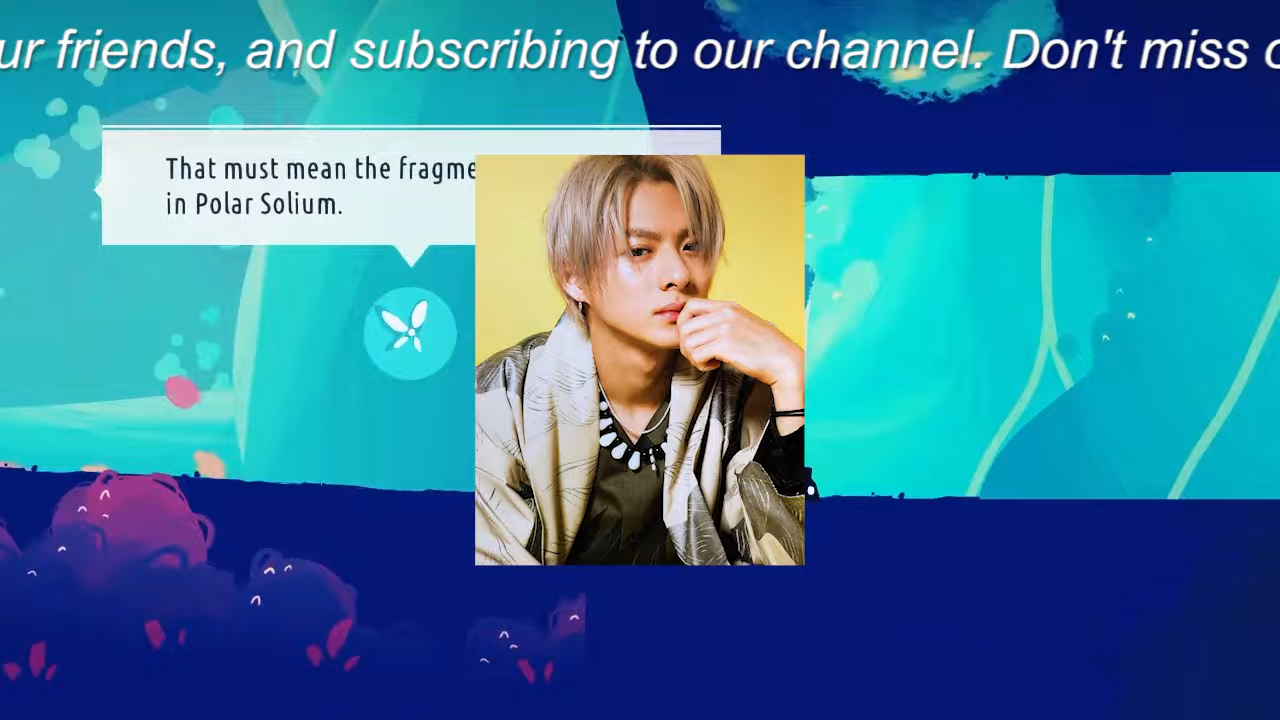 ur friends, and subscribing to our channel. Don't miss
That must mean the fragme
in Polar Solium.